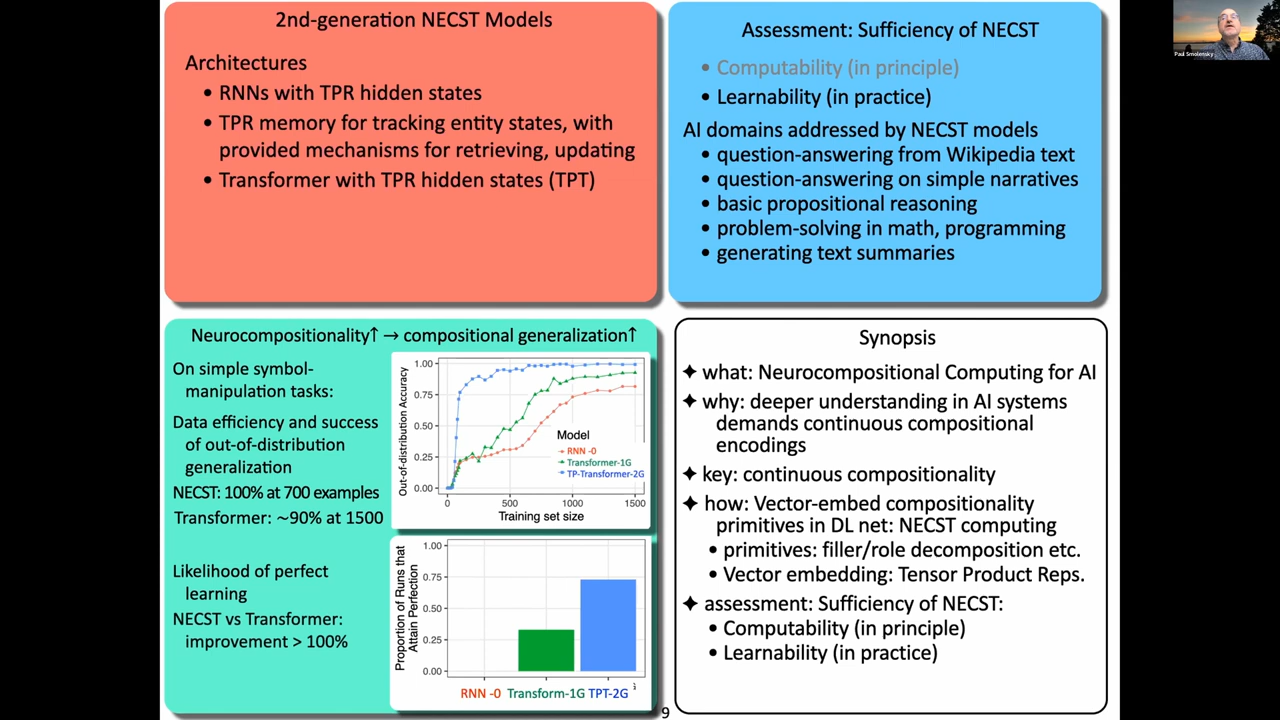 2nd-generation NECST Models
Architectures
• RNNs with TPR hidden states
• TPR memory for tracking entity states, with
provided mechanisms for retrieving, updating
• Transformer with TPR hidden states (TPT)
Assessment: Sufficiency of NECST
• Computability (in principle)
• Learnability (in practice)
AI domains addressed by NECST models
• question-answering from Wikipedia text
• question-answering on simple narratives
• basic propositional reasoning
• problem-solving in math, programming
• generating text summaries
Paul Smolensky
Neurocompositionality↑ → compositional generalization↑
On simple symbol-
manipulation tasks:
Data efficiency and success
of out-of-distribution
generalization
NECST: 100% at 700 examples
Transformer: ~90% at 1500
Likelihood of perfect
learning
NECST vs Transformer:
improvement > 100%
Out-of-distribution Accuracy
1.00
0.75
0.50
0.25
0.00
0
500
1000
1500
Training set size
Model
RNN -0
Transformer-1G
TP-Transformer-2G
Proportion of Runs that
Attain Perfection
1.00
0.75
0.50
0.25
0.00
RNN -0 Transform-1G TPT-2G
Synopsis
✦ what: Neurocompositional Computing for AI
✦ why: deeper understanding in AI systems
demands continuous compositional
encodings
✦ key: continuous compositionality
✦ how: Vector-embed compositionality
primitives in DL net: NECST computing
• primitives: filler/role decomposition etc.
• Vector embedding: Tensor Product Reps.
✦ assessment: Sufficiency of NECST:
• Computability (in principle)
• Learnability (in practice)
9